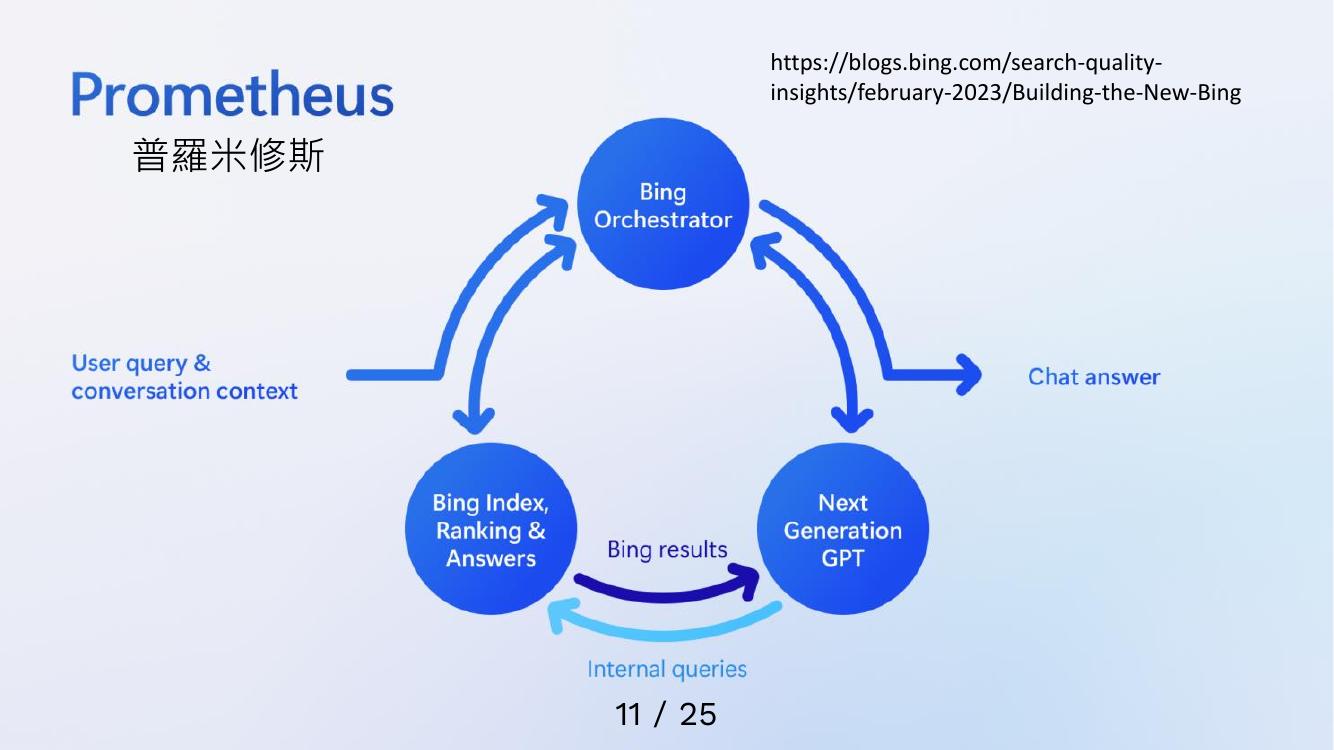 Prometheus
普羅米修斯
https://blogs.bing.com/search-quality-
insights/february-2023/Building-the-New-Bing
Bing
Orchestrator
User query &
conversation context
Chat answer
Bing Index,
Ranking &
Answers
Bing results
Next
Generation
GPT
Internal queries
11 / 25